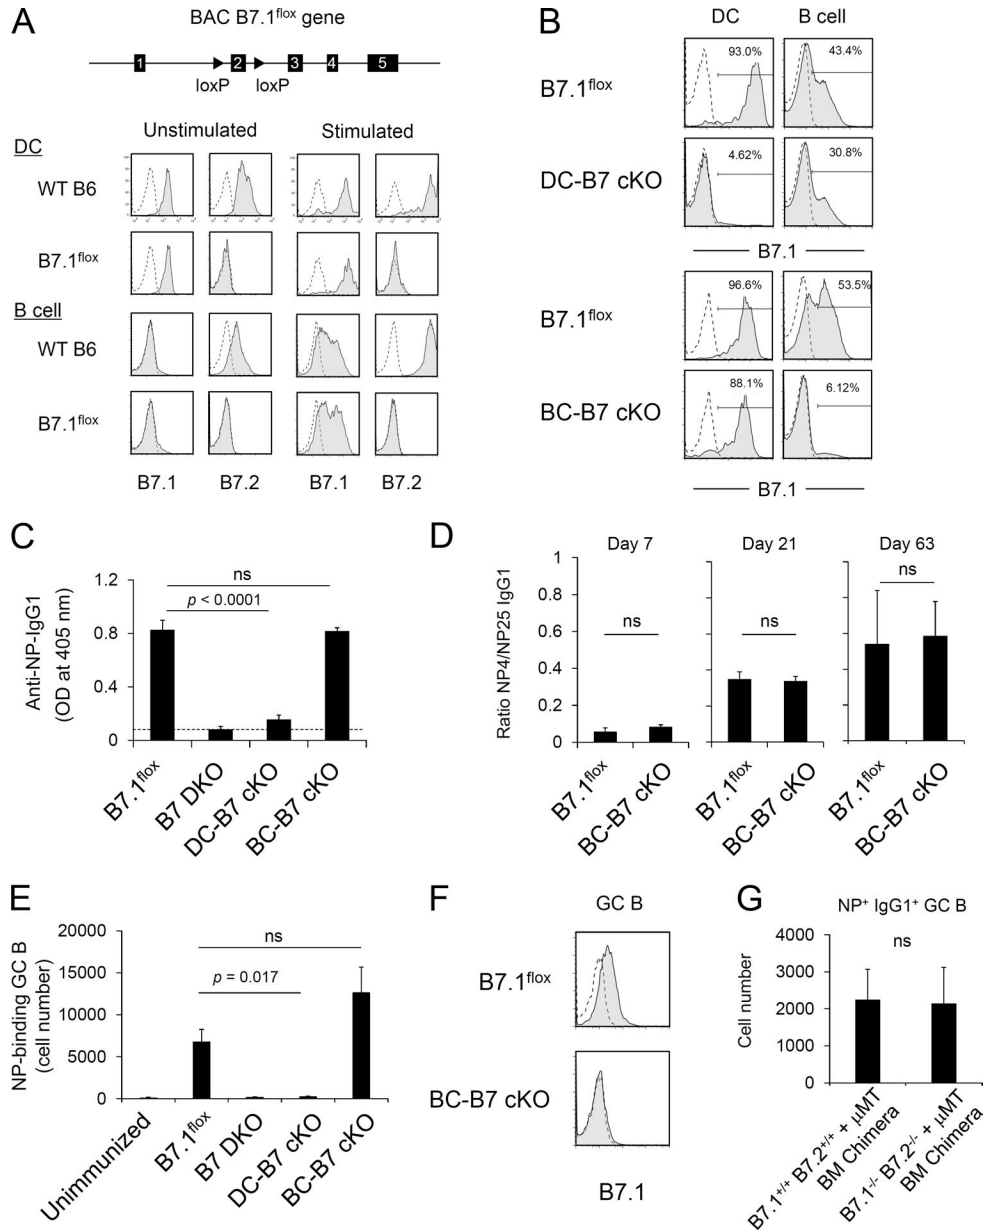 A
BAC B7.1flox gene
1 2 3 4 5
loxP loxP
Unstimulated Stimulated
DC
WT B6
B7.1flox
B cell
WT B6
B7.1flox
B7.1 B7.2 B7.1 B7.2
B
DC B cell
B7.1flox
93.0% 43.4%
DC-B7 cKO
4.62% 30.8%
B7.1
B7.1flox
96.6% 53.5%
BC-B7 cKO
88.1% 6.12%
B7.1
C
Anti-NP-IgG1
(OD at 405 nm)
1.2
0.8
0.4
0
ns
p < 0.0001
B7.1flox
B7 DKO
DC-B7 cKO
BC-B7 cKO
D
Day 7 Day 21 Day 63
Ratio NP4/NP25 IgG1
1
0.8
0.6
0.4
0.2
0
ns ns ns
B7.1flox
BC-B7 cKO
B7.1flox
BC-B7 cKO
B7.1flox
BC-B7 cKO
E
NP-binding GC B
(cell number)
20000
15000
10000
5000
0
ns
p = 0.017
Unimmunized
B7.1flox
B7 DKO
DC-B7 cKO
BC-B7 cKO
F
GC B
B7.1flox
BC-B7 cKO
B7.1
G
NP+ IgG1+ GC B
Cell number
4000
3000
2000
1000
0
ns
B7.1+/+ B7.2+/+ + μMT
BM Chimera
B7.1-/- B7.2-/- + μMT
BM Chimera